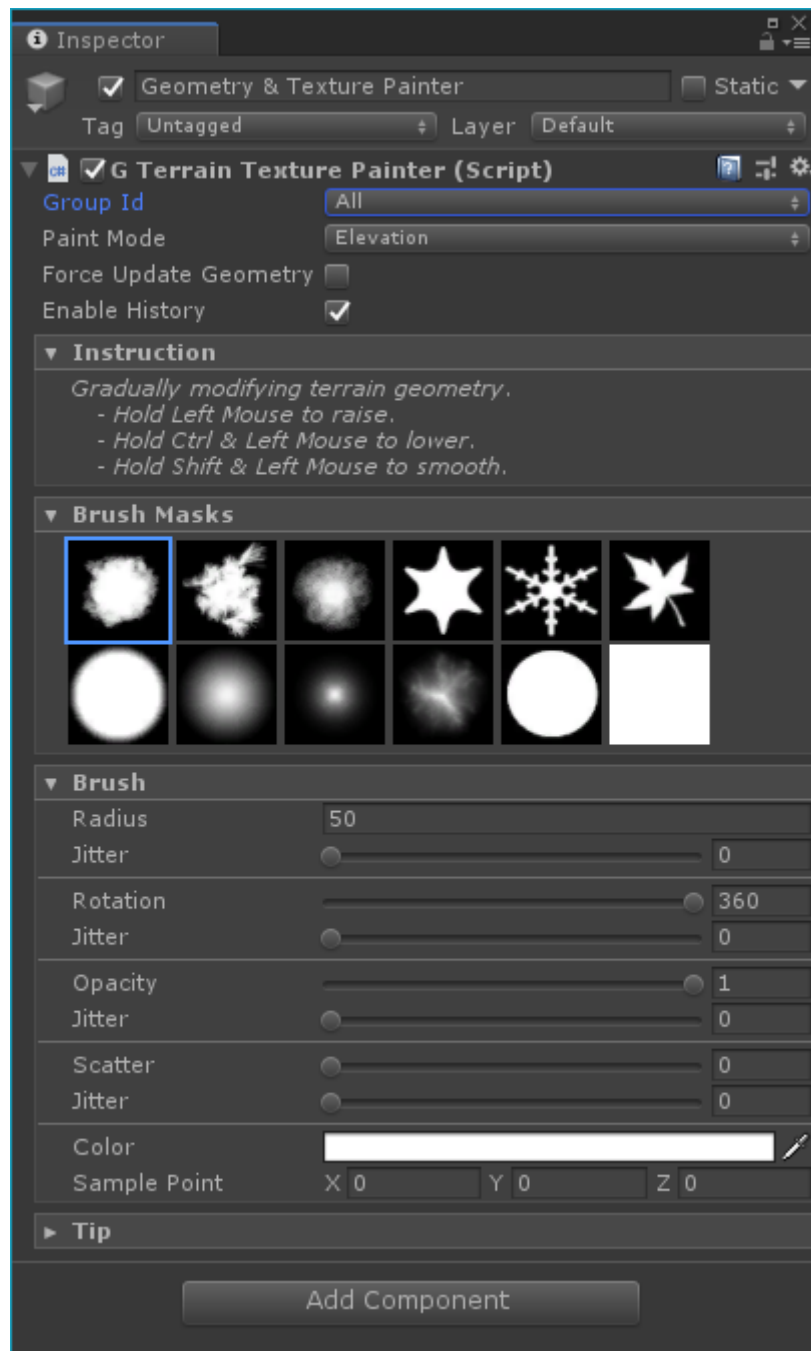 Inspector
Geometry & Texture Painter Static
Tag Untagged Layer Default
C# G Terrain Texture Painter (Script)
Group Id All
Paint Mode Elevation
Force Update Geometry
Enable History
Instruction
Gradually modifying terrain geometry.
- Hold Left Mouse to raise.
- Hold Ctrl & Left Mouse to lower.
- Hold Shift & Left Mouse to smooth.
Brush Masks
Brush
Radius 50
Jitter 0
Rotation 360
Jitter 0
Opacity 1
Jitter 0
Scatter 0
Jitter 0
Color
Sample Point X 0 Y 0 Z 0
Tip
Add Component